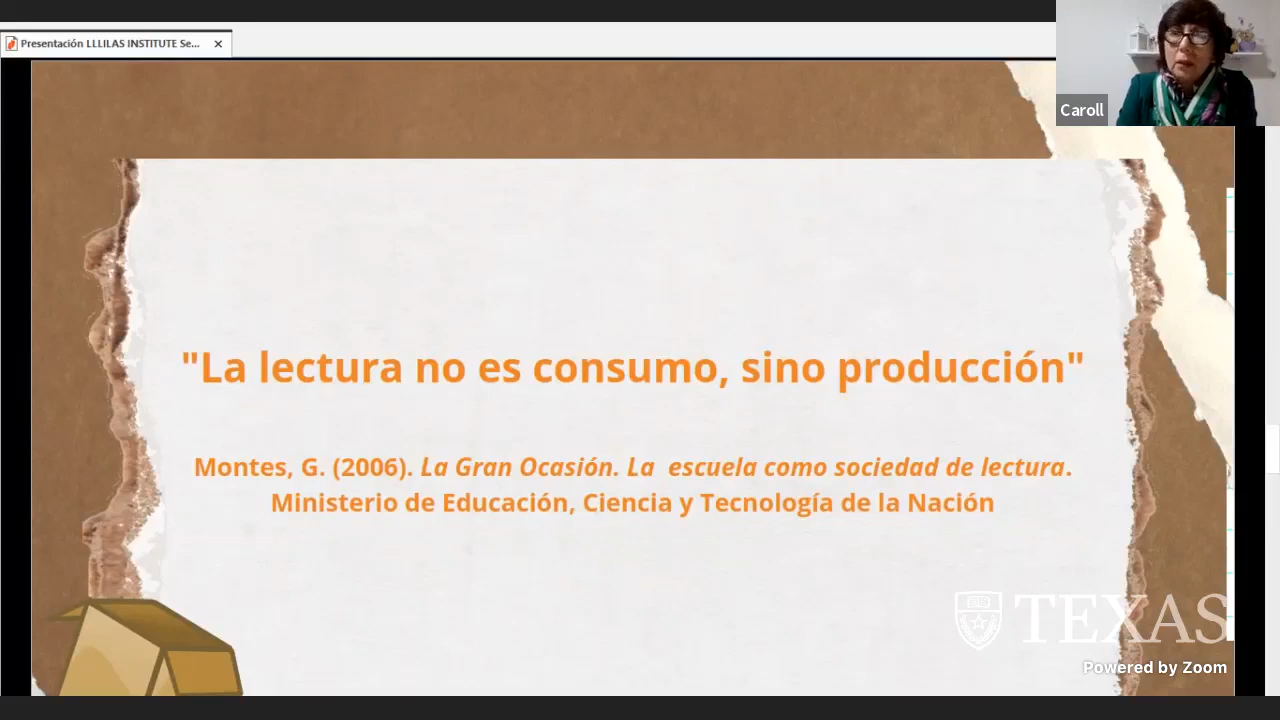 Presentación LLLILAS INSTITUTE Se...
Caroll
"La lectura no es consumo, sino producción"
Montes, G. (2006). La Gran Ocasión. La escuela como sociedad de lectura.
Ministerio de Educación, Ciencia y Tecnología de la Nación
TEXAS
Powered by Zoom